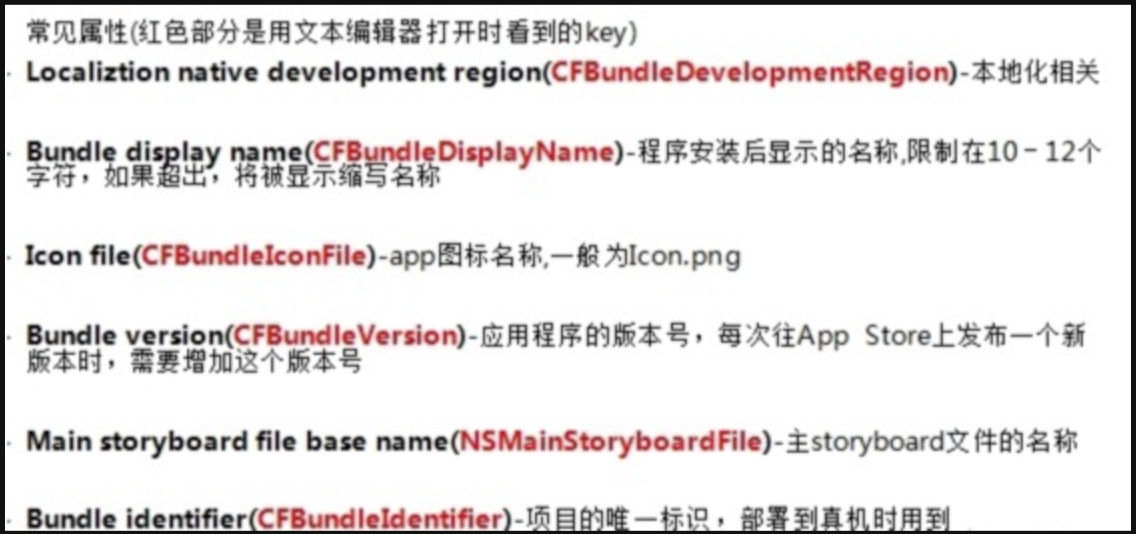 常见属性(红色部分是用文本编辑器打开时看到的key)
Localiztion native development region(CFBundleDevelopmentRegion)-本地化相关
Bundle display name(CFBundleDisplayName)-程序安装后显示的名称,限制在10－12个
字符，如果超出，将被显示缩写名称
Icon file(CFBundleIconFile)-app图标名称,一般为Icon.png
Bundle version(CFBundleVersion)-应用程序的版本号，每次往App Store上发布一个新
版本时，需要增加这个版本号
Main storyboard file base name(NSMainStoryboardFile)-主storyboard文件的名称
Bundle identifier(CFBundleIdentifier)-项目的唯一标识，部署到真机时用到